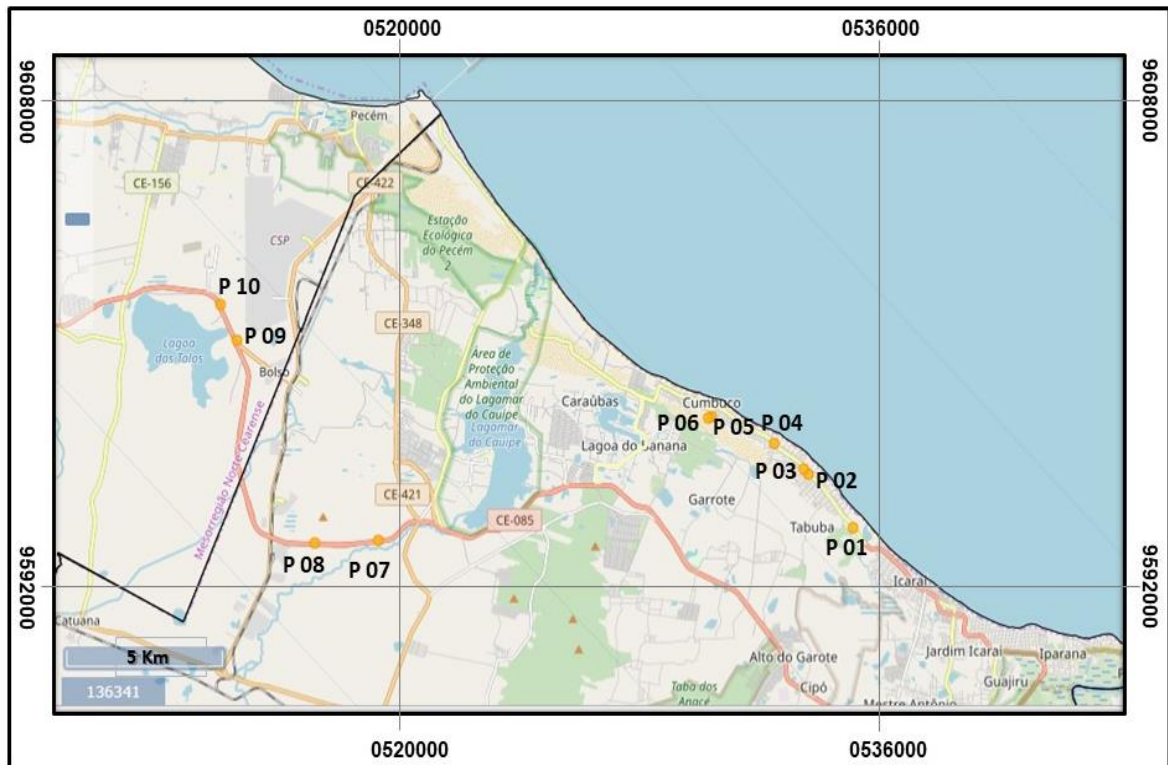 0520000
0536000
9608000
9608000
Pecém
CE-156
CE-422
Estação
Ecológica
do Pecém
2
CSP
P 10
P 09
Lagoa
dos Talos
Bolso
CE-348
Área de
Proteção
Ambiental
do Lagamar
do Cauípe
Lagamar
do Cauípe
Caraúbas
Cumbuco
P 04
P 06
P 05
Lagoa do Banana
P 03
P 02
Garrote
Mesorregião Norte Cearense
CE-421
CE-085
Tabuba
P 01
P 08
P 07
9592000
9592000
Icaraí
Catuana
5 Km
136341
Alto do Garote
Jardim Icaraí
Iparana
Cipó
Guajiru
Taba dos
Anacé
Mestre Antônio
0520000
0536000